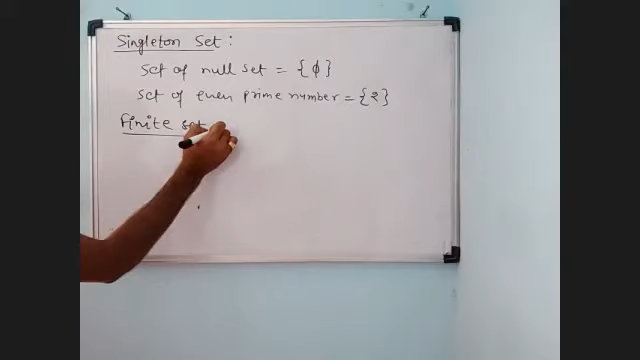 Singleton Set :
Set of null set = {ϕ}
Set of even prime number = {2}
Finite set